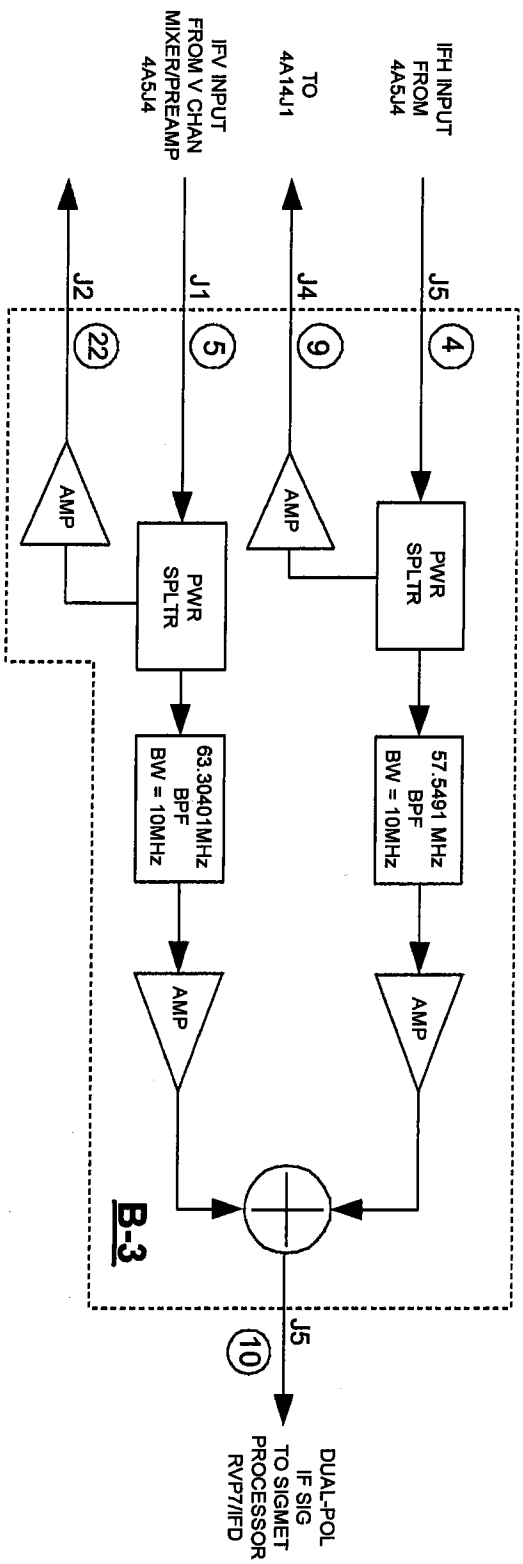 IFH INPUT
FROM
4A5J4
J5
4
PWR
SPLTR
57.5491 MHz
BPF
BW = 10MHz
AMP
TO
4A14J1
J4
9
AMP
IFV INPUT
FROM V CHAN
MIXER/PREAMP
4A5J4
J1
5
PWR
SPLTR
63.30401MHz
BPF
BW = 10MHz
AMP
J2
22
AMP
B-3
J5
10
DUAL-POL
IF SIG
TO SIGMET
PROCESSOR
RVP7/IFD